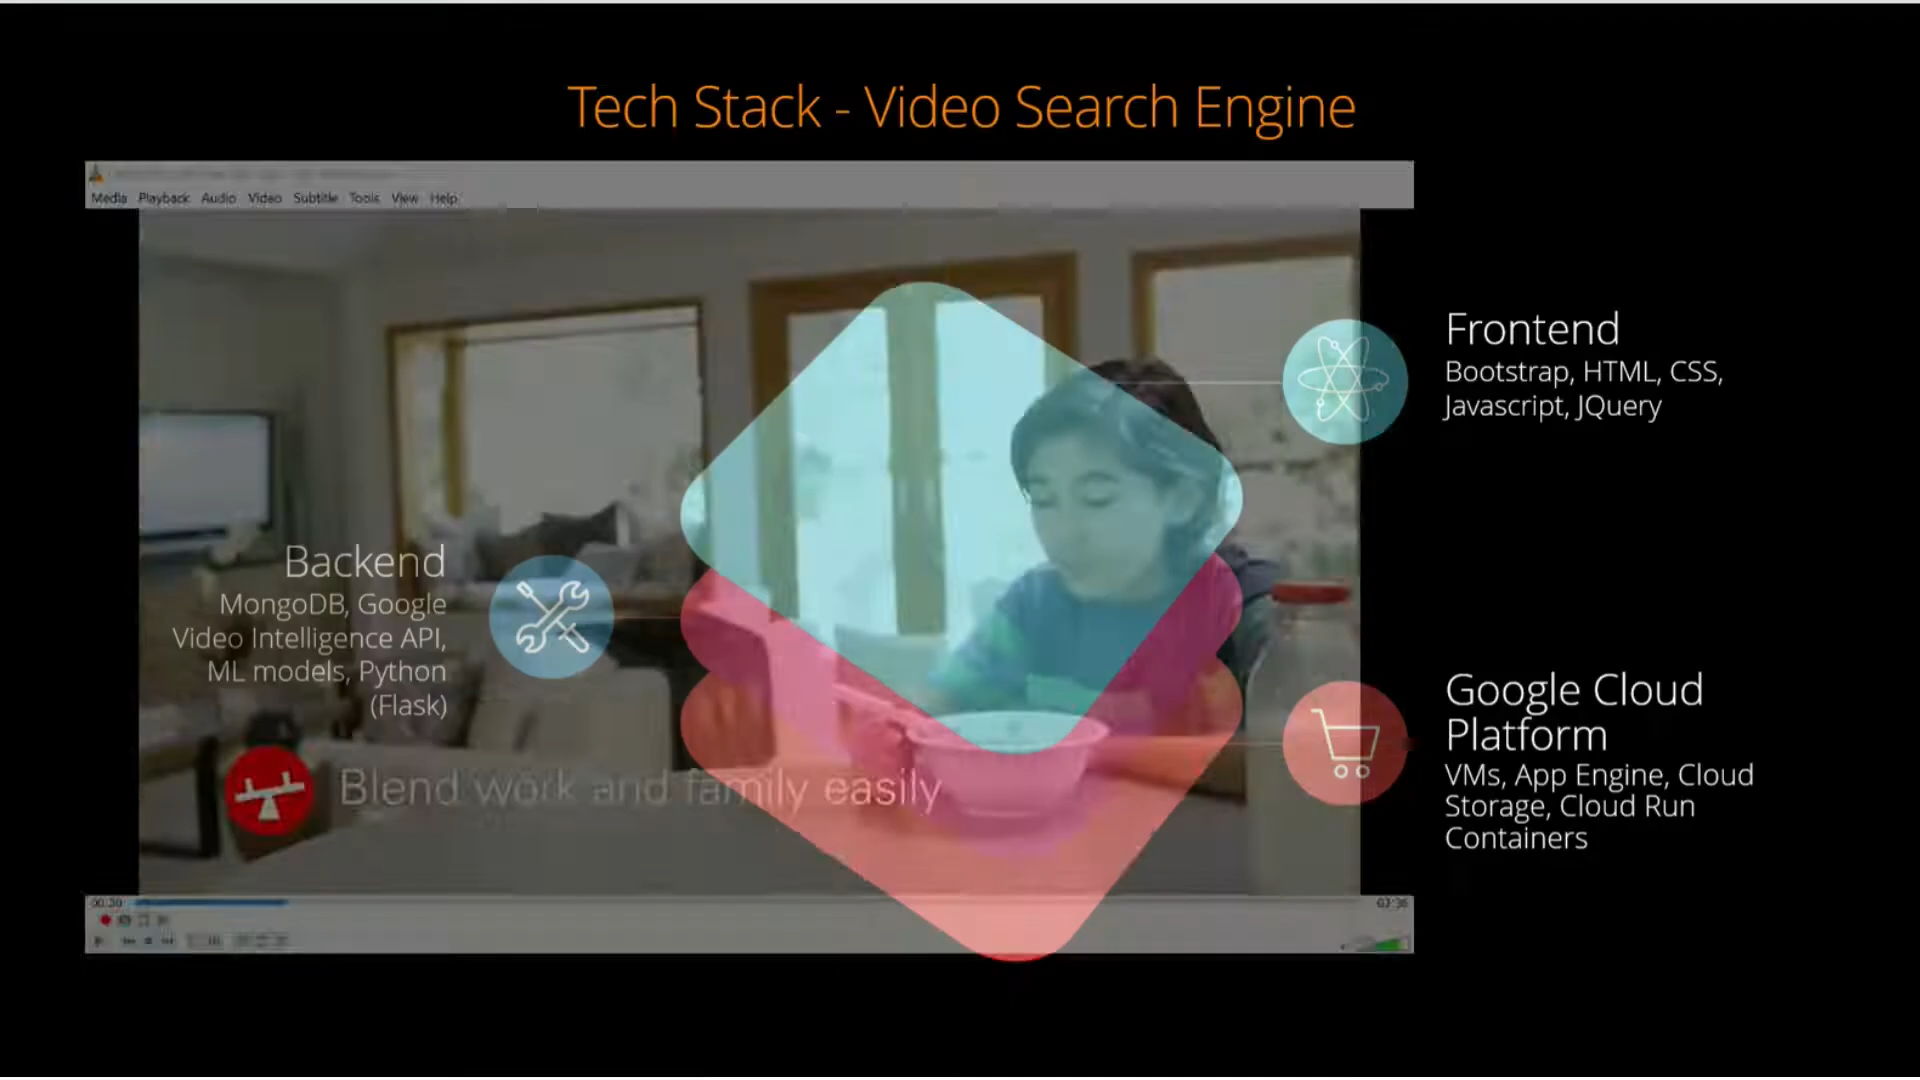 Tech Stack - Video Search Engine
Media Playback Audio Video Subtitle Tools View Help
Frontend
Bootstrap, HTML, CSS,
Javascript, JQuery
Backend
MongoDB, Google
Video Intelligence API,
ML models, Python
(Flask)
Google Cloud
Platform
VMs, App Engine, Cloud
Storage, Cloud Run
Containers
Blend work and family easily